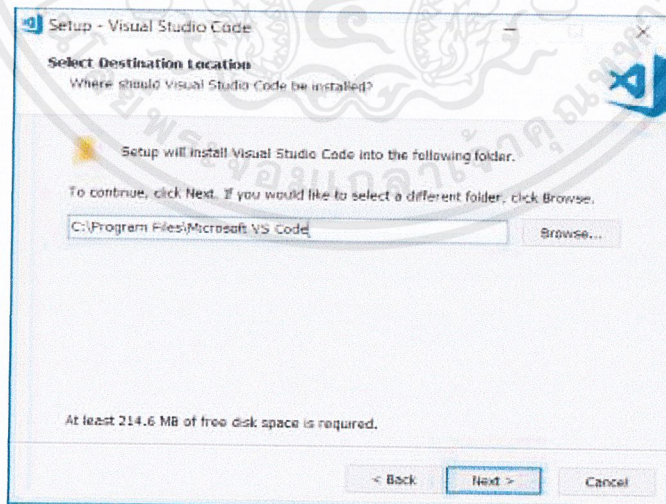 Setup - Visual Studio Code
Select Destination Location
Where should Visual Studio Code be installed?
Setup will install Visual Studio Code into the following folder.
To continue, click Next. If you would like to select a different folder, click Browse.
C:\Program Files\Microsoft VS Code
Browse...
At least 214.6 MB of free disk space is required.
< Back
Next >
Cancel